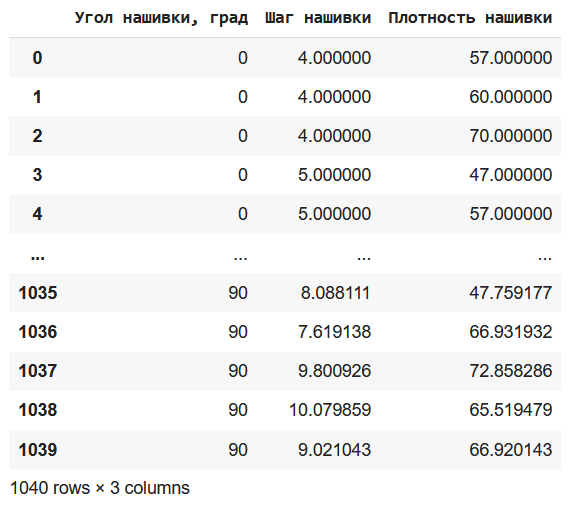 Угол нашивки, град Шаг нашивки Плотность нашивки
0 0 4.000000 57.000000
1 0 4.000000 60.000000
2 0 4.000000 70.000000
3 0 5.000000 47.000000
4 0 5.000000 57.000000
... ... ... ...
1035 90 8.088111 47.759177
1036 90 7.619138 66.931932
1037 90 9.800926 72.858286
1038 90 10.079859 65.519479
1039 90 9.021043 66.920143
1040 rows × 3 columns